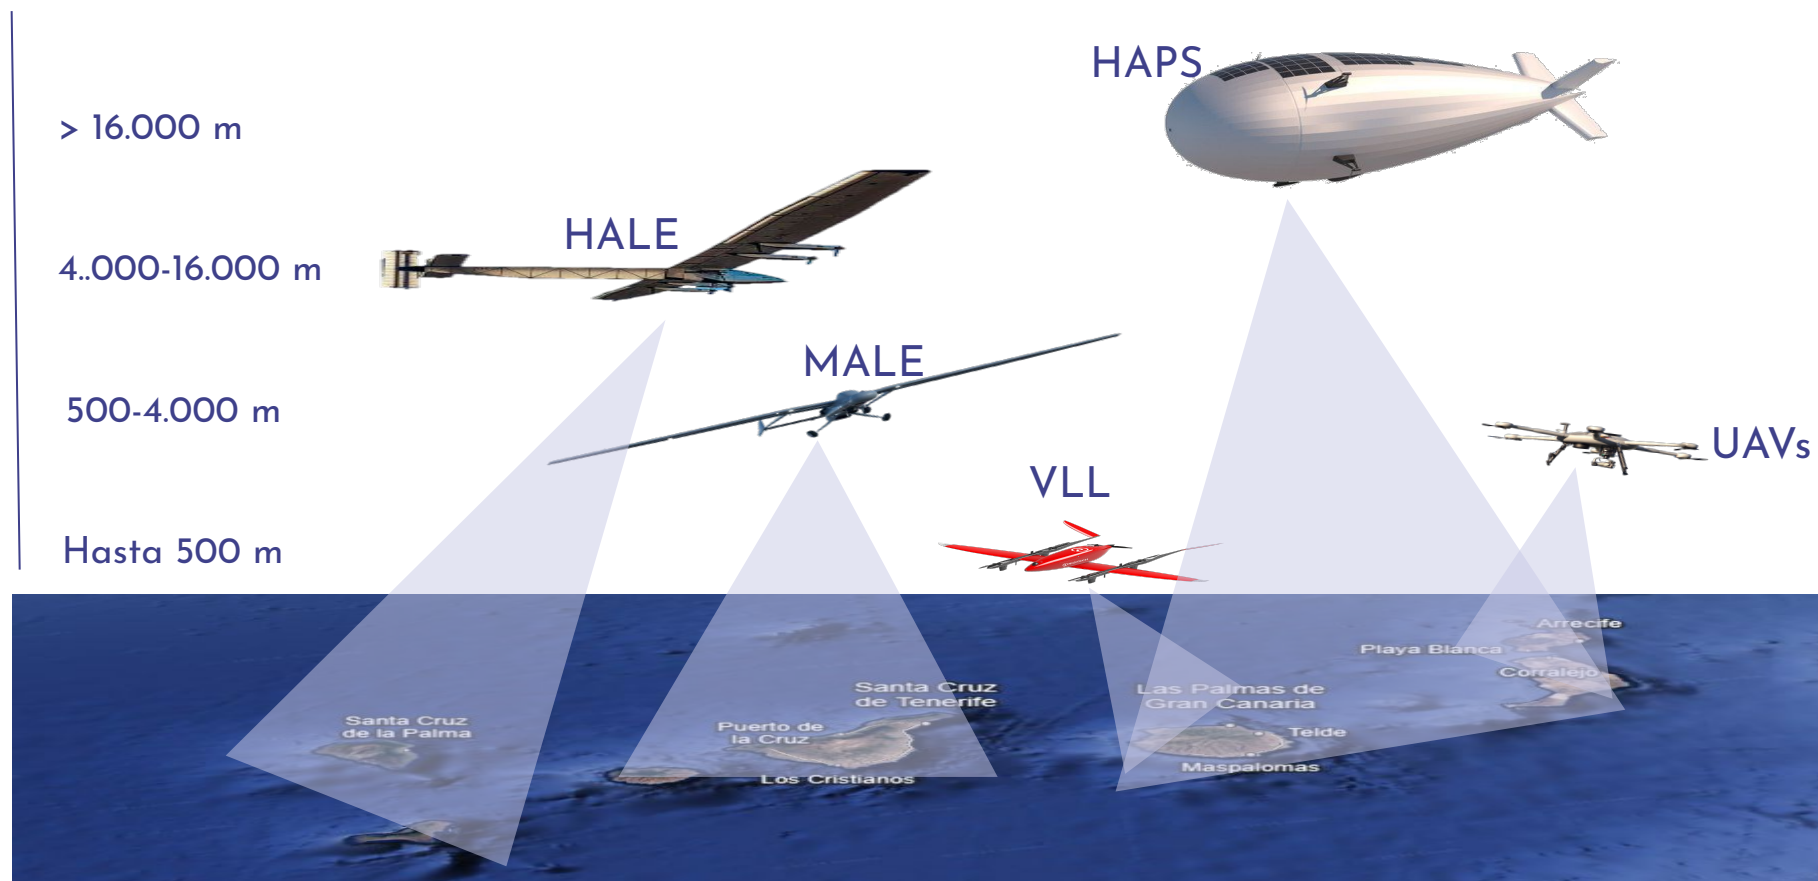 HAPS
> 16.000 m
HALE
4..000-16.000 m
MALE
500-4.000 m
UAVs
VLL
Hasta 500 m
Arrecife
Playa Blanca
Corralejo
Santa Cruz
de Tenerife
Las Palmas de
Gran Canaria
Santa Cruz
de la Palma
Puerto de
la Cruz
Telde
Maspalomas
Los Cristianos